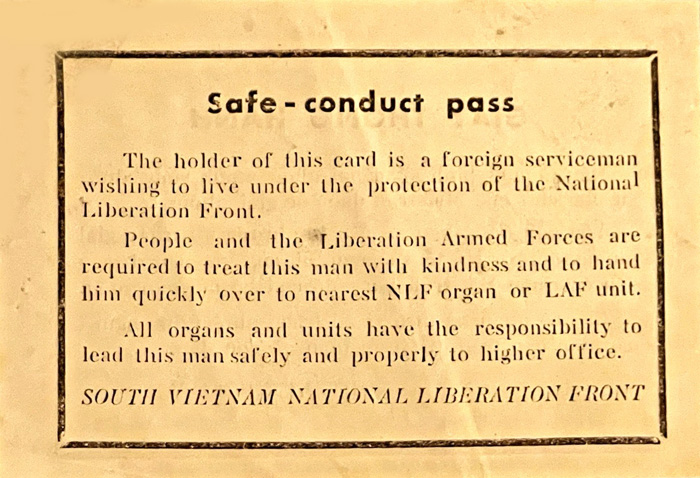 Safe-conduct pass
The holder of this card is a foreign serviceman
wishing to live under the protection of the National
Liberation Front.
People and the Liberation Armed Forces are
required to treat this man with kindness and to hand
him quickly over to nearest NLF organ or LAF unit.
All organs and units have the responsibility to
lead this man safely and properly to higher office.
SOUTH VIETNAM NATIONAL LIBERATION FRONT